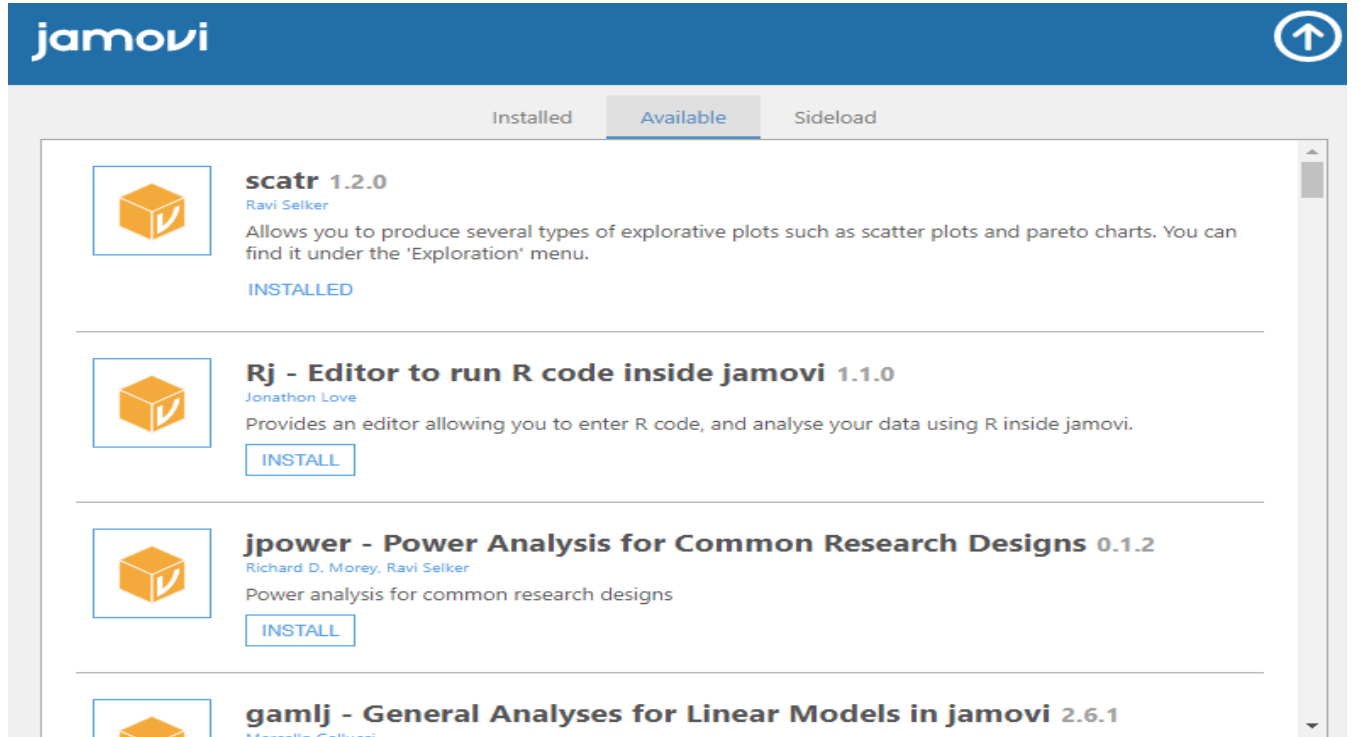 jamovi
Installed Available Sideload
scatr 1.2.0
Ravi Selker
Allows you to produce several types of explorative plots such as scatter plots and pareto charts. You can
find it under the 'Exploration' menu.
INSTALLED
Rj - Editor to run R code inside jamovi 1.1.0
Jonathon Love
Provides an editor allowing you to enter R code, and analyse your data using R inside jamovi.
INSTALL
jpower - Power Analysis for Common Research Designs 0.1.2
Richard D. Morey, Ravi Selker
Power analysis for common research designs
INSTALL
gamlj - General Analyses for Linear Models in jamovi 2.6.1